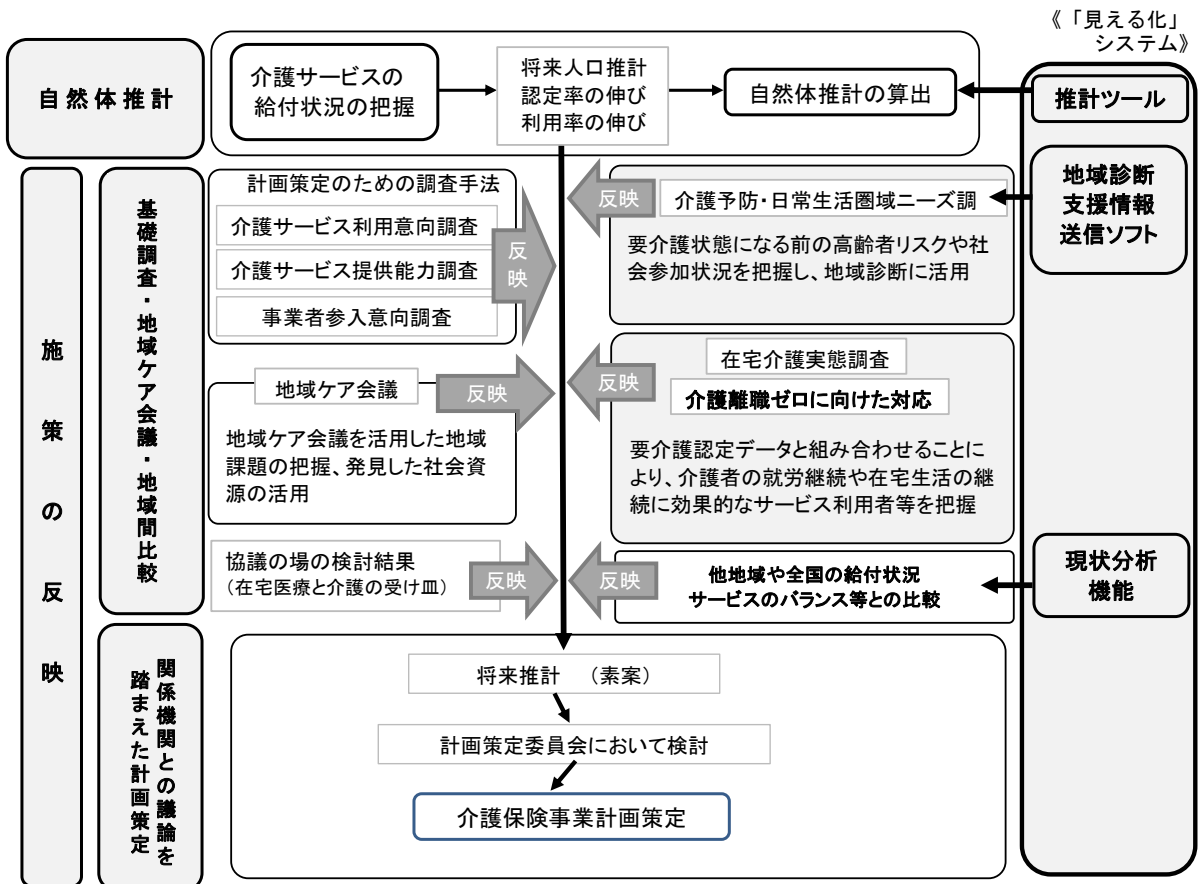 《「見える化」
システム》
自然体推計
介護サービスの
給付状況の把握
将来人口推計
認定率の伸び
利用率の伸び
自然体推計の算出
推計ツール
施策の反映
基礎調査・地域ケア会議・地域間比較
計画策定のための調査手法
介護サービス利用意向調査
介護サービス提供能力調査
事業者参入意向調査
反映
反映
介護予防・日常生活圏域ニーズ調
要介護状態になる前の高齢者リスクや社
会参加状況を把握し、地域診断に活用
地域診断
支援情報
送信ソフト
地域ケア会議
反映
地域ケア会議を活用した地域
課題の把握、発見した社会資
源の活用
反映
在宅介護実態調査
介護離職ゼロに向けた対応
要介護認定データと組み合わせることに
より、介護者の就労継続や在宅生活の継
続に効果的なサービス利用者等を把握
協議の場の検討結果
（在宅医療と介護の受け皿）
反映
反映
他地域や全国の給付状況
サービスのバランス等との比較
現状分析
機能
関係機関との議論を
踏まえた計画策定
将来推計　（素案）
計画策定委員会において検討
介護保険事業計画策定